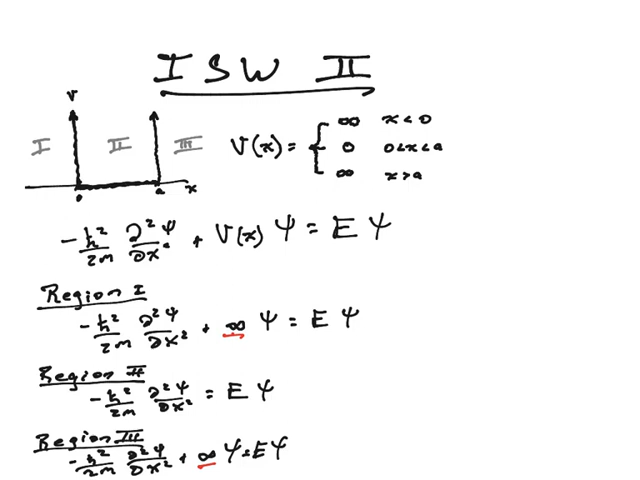 ISW II
V
I II III
V(x) = { ∞ x<0
0 0<x<a
∞ x>a
0 a x
-ħ²/2m ∂²Ψ/∂x² + V(x) Ψ = E Ψ
Region I
-ħ²/2m ∂²Ψ/∂x² + ∞ Ψ = E Ψ
Region II
-ħ²/2m ∂²Ψ/∂x² = E Ψ
Region III
-ħ²/2m ∂²Ψ/∂x² + ∞ Ψ = E Ψ